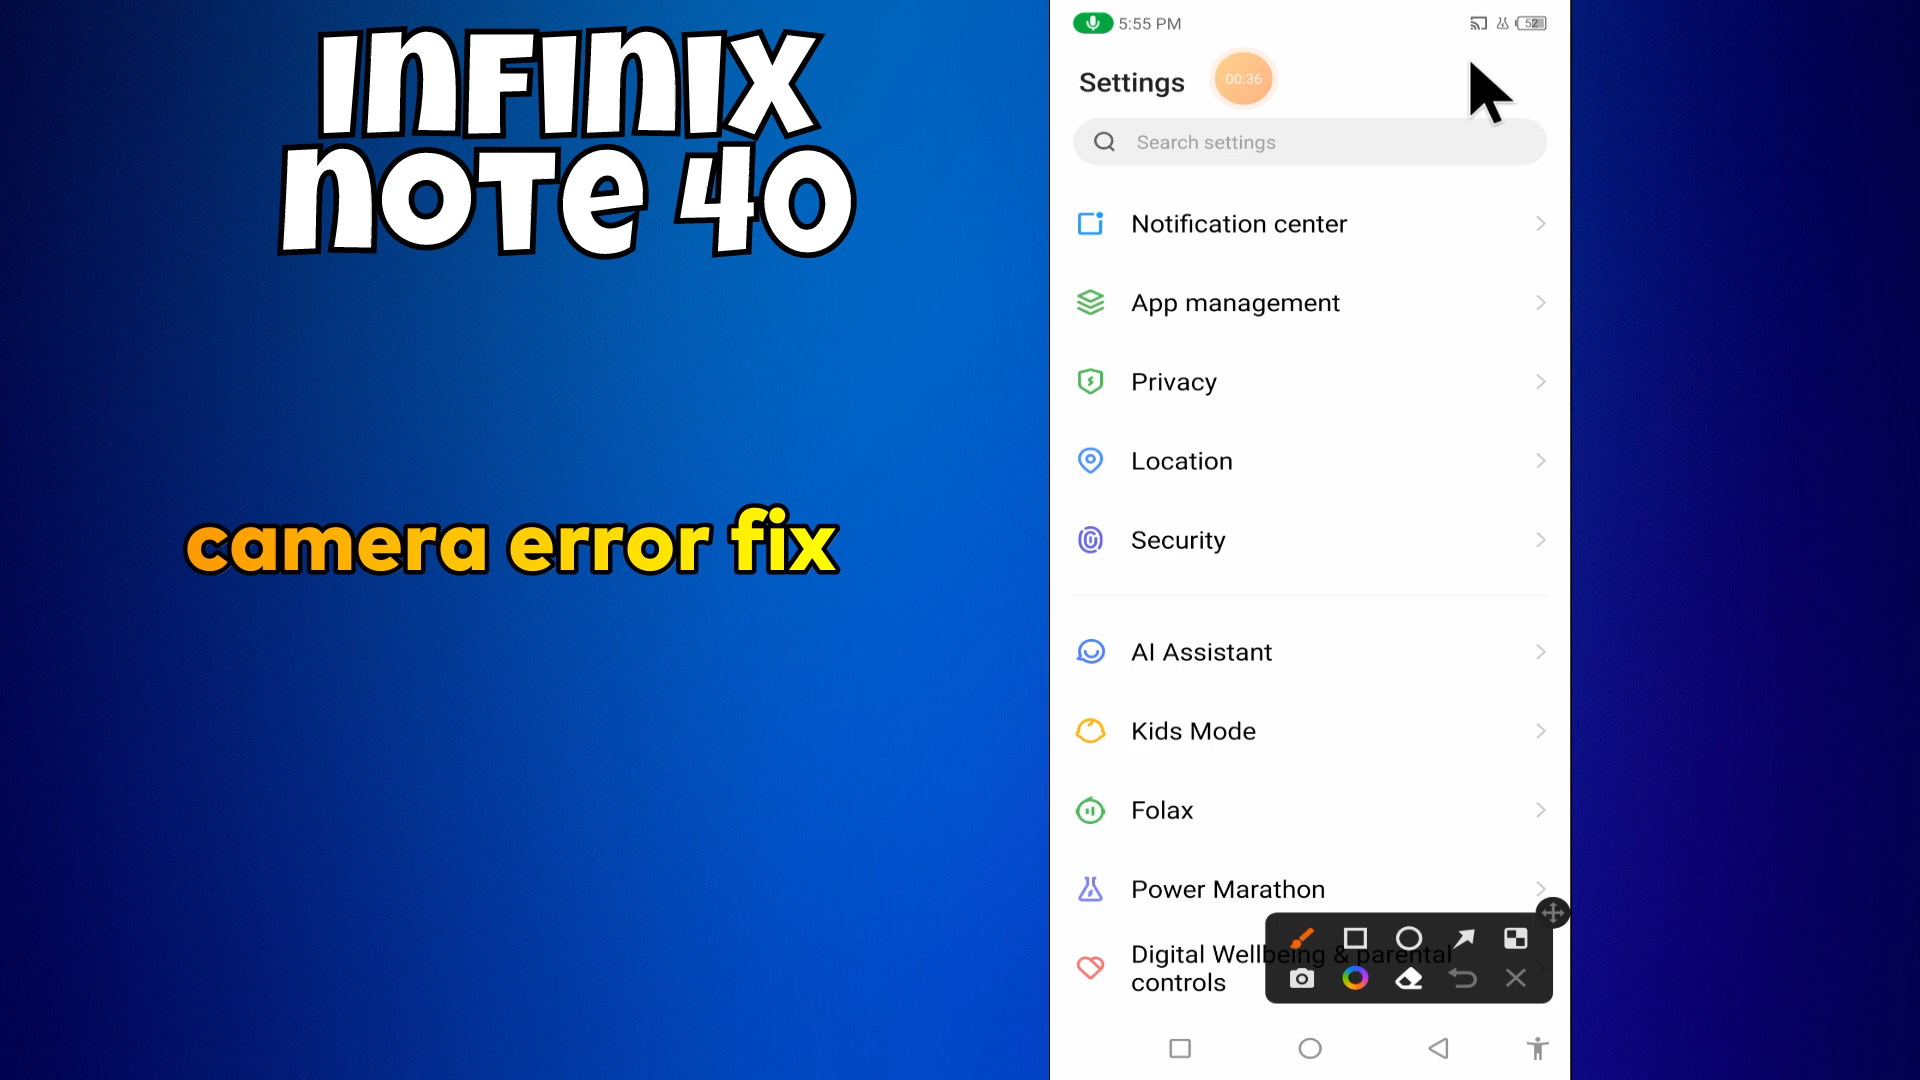 INFINIX
NOTE 40
camera error fix
5:55 PM
52
Settings
00:36
Search settings
Notification center
App management
Privacy
Location
Security
AI Assistant
Kids Mode
Folax
Power Marathon
Digital Wellbeing & parental
controls